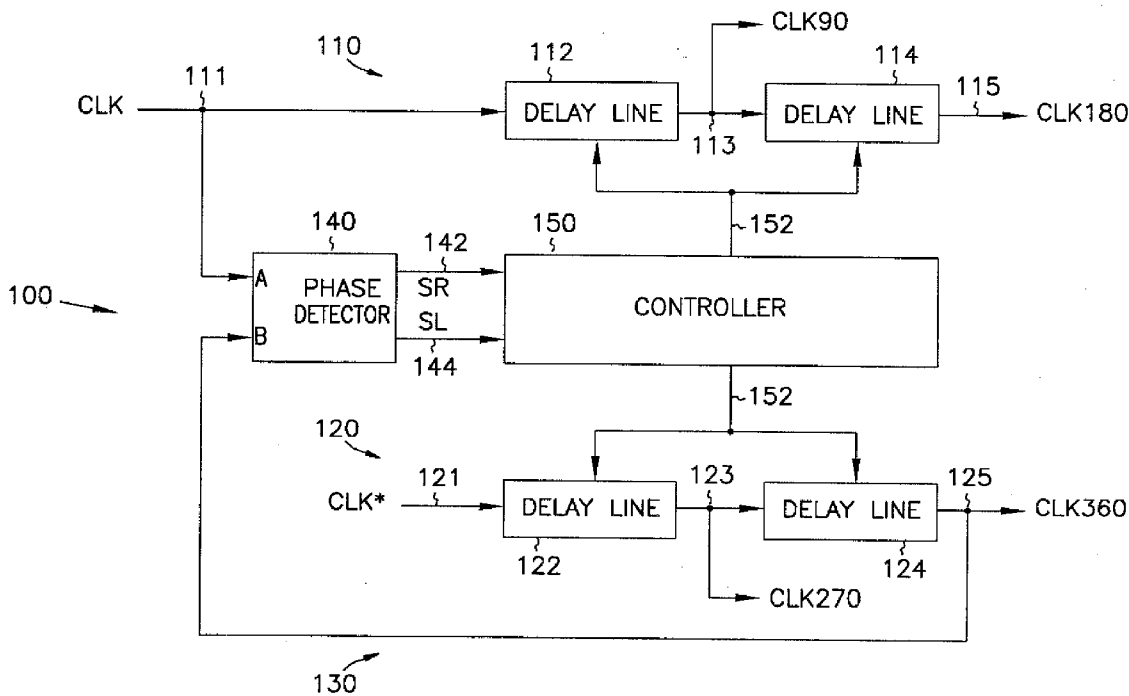 CLK90
110
112
114
111
115
CLK
DELAY LINE
DELAY LINE
CLK180
113
152
140
150
142
A
PHASE
DETECTOR
SR
CONTROLLER
100
SL
B
144
152
120
123
125
121
CLK*
DELAY LINE
DELAY LINE
CLK360
122
124
CLK270
130